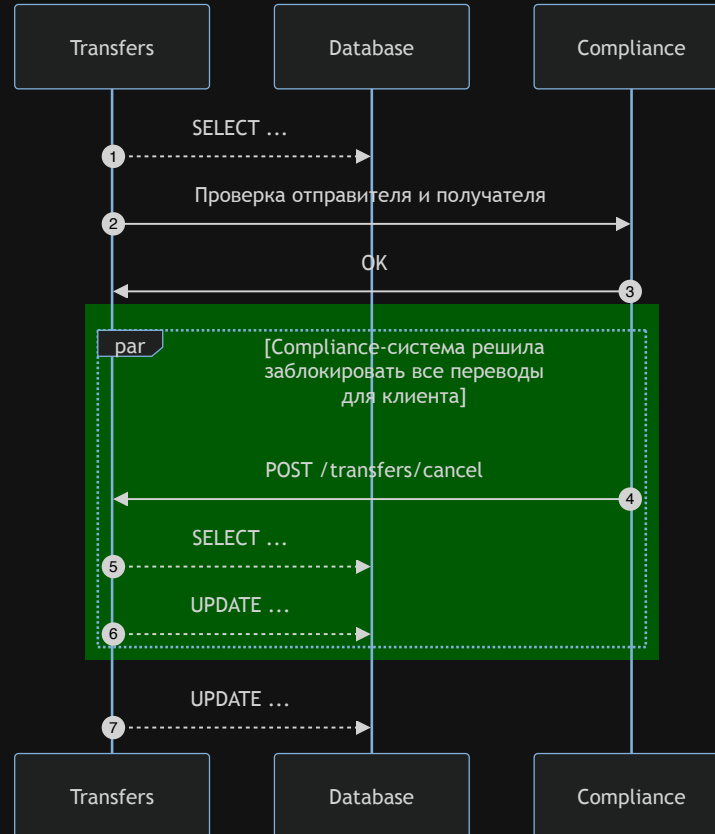 Transfers
Database
Compliance
SELECT ...
1
Проверка отправителя и получателя
2
OK
3
par
[Compliance-система решила
заблокировать все переводы
для клиента]
POST /transfers/cancel
4
SELECT ...
5
UPDATE ...
6
UPDATE ...
7
Transfers
Database
Compliance